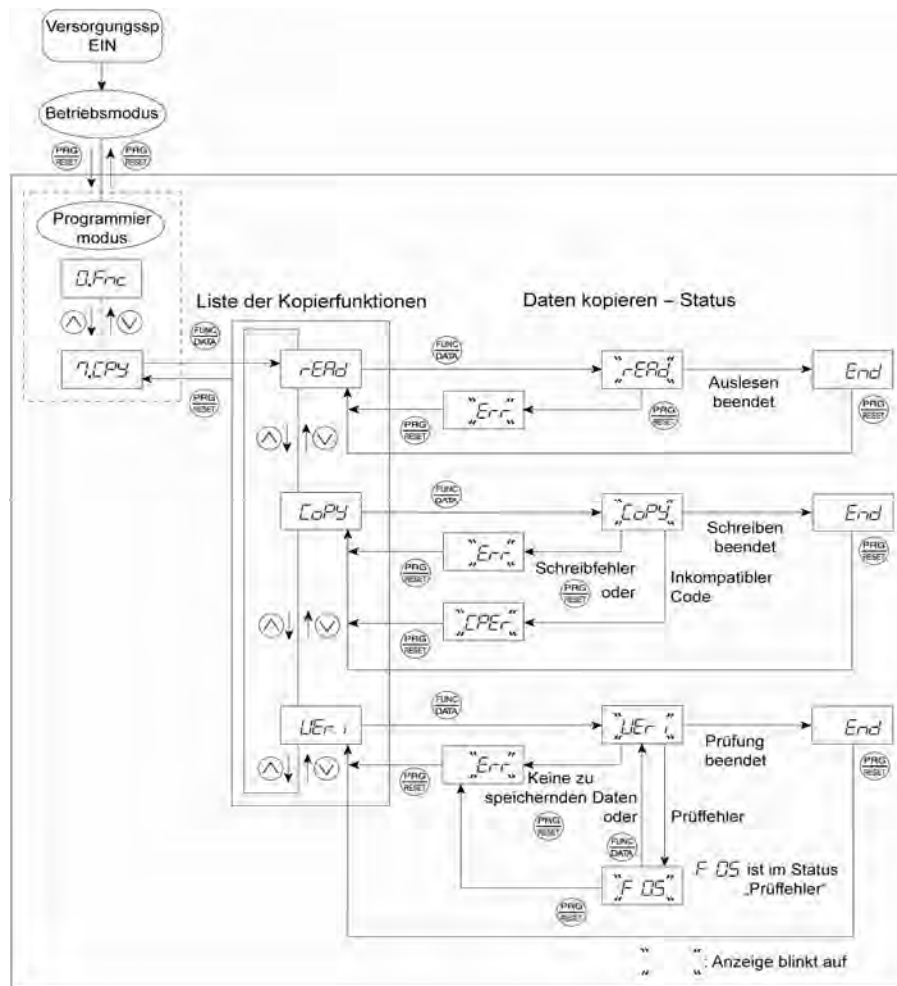 Versorgungssp
EIN
Betriebsmodus
PRG
RESET
PRG
RESET
Programmier
modus
0.Fnc
7.CPY
FUNC
DATA
PRG
RESET
Liste der Kopierfunktionen
Daten kopieren – Status
rEAd
FUNC
DATA
"rEAd"
Auslesen
beendet
End
PRG
RESET
"Err"
PRG
RESET
PRG
RESET
CoPY
FUNC
DATA
"CoPY"
Schreiben
beendet
End
PRG
RESET
"Err"
PRG
RESET
Schreibfehler
PRG
RESET
oder
Inkompatibler
Code
"CPEr"
PRG
RESET
UEr.i
FUNC
DATA
"UEr i"
Prüfung
beendet
End
PRG
RESET
"Err"
PRG
RESET
Keine zu
speichernden Daten
PRG
RESET
oder
Prüffehler
FUNC
DATA
"F 05"
F 05 ist im Status
„Prüffehler“
PRG
RESET
" " : Anzeige blinkt auf